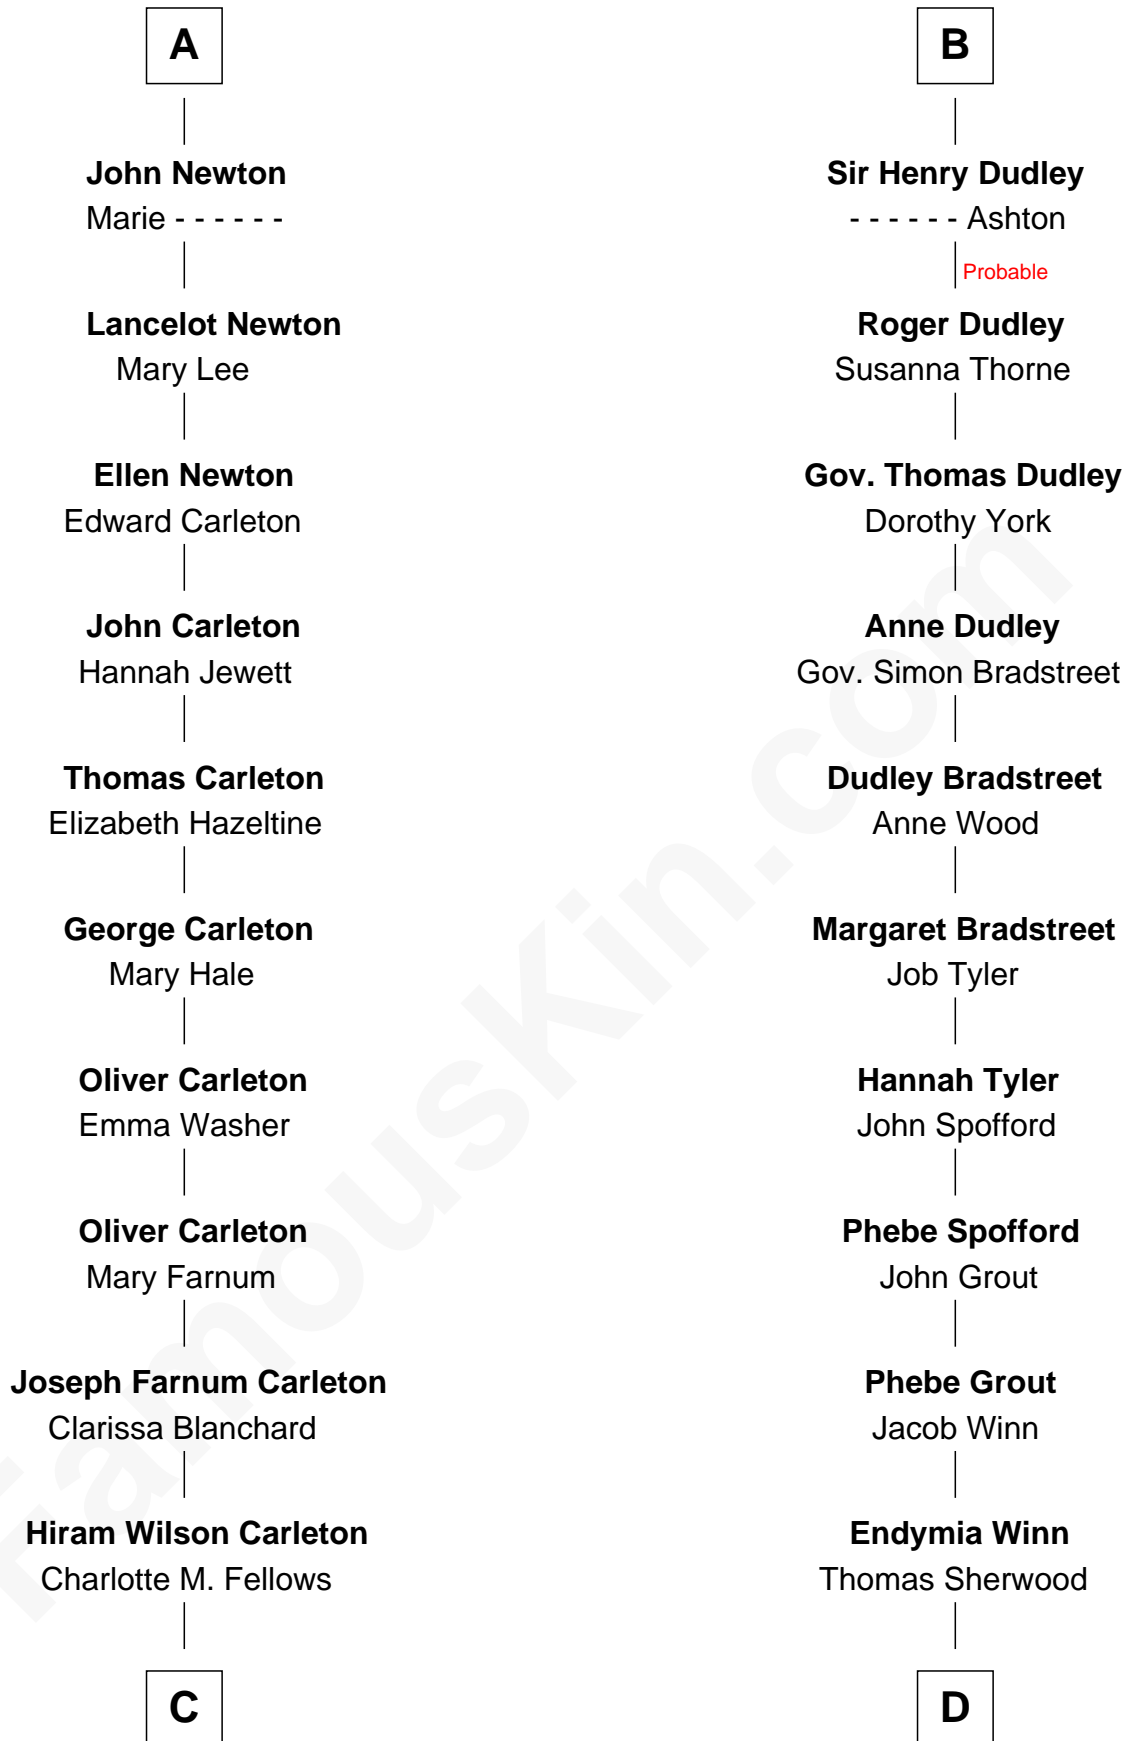 A
John Newton
Marie - - - - - -
Lancelot Newton
Mary Lee
Ellen Newton
Edward Carleton
John Carleton
Hannah Jewett
Thomas Carleton
Elizabeth Hazeltine
George Carleton
Mary Hale
Oliver Carleton
Emma Washer
Oliver Carleton
Mary Farnum
Joseph Farnum Carleton
Clarissa Blanchard
Hiram Wilson Carleton
Charlotte M. Fellows
C
B
Sir Henry Dudley
- - - - - - Ashton
Probable
Roger Dudley
Susanna Thorne
Gov. Thomas Dudley
Dorothy York
Anne Dudley
Gov. Simon Bradstreet
Dudley Bradstreet
Anne Wood
Margaret Bradstreet
Job Tyler
Hannah Tyler
John Spofford
Phebe Spofford
John Grout
Phebe Grout
Jacob Winn
Endymia Winn
Thomas Sherwood
D
FamousKin.com